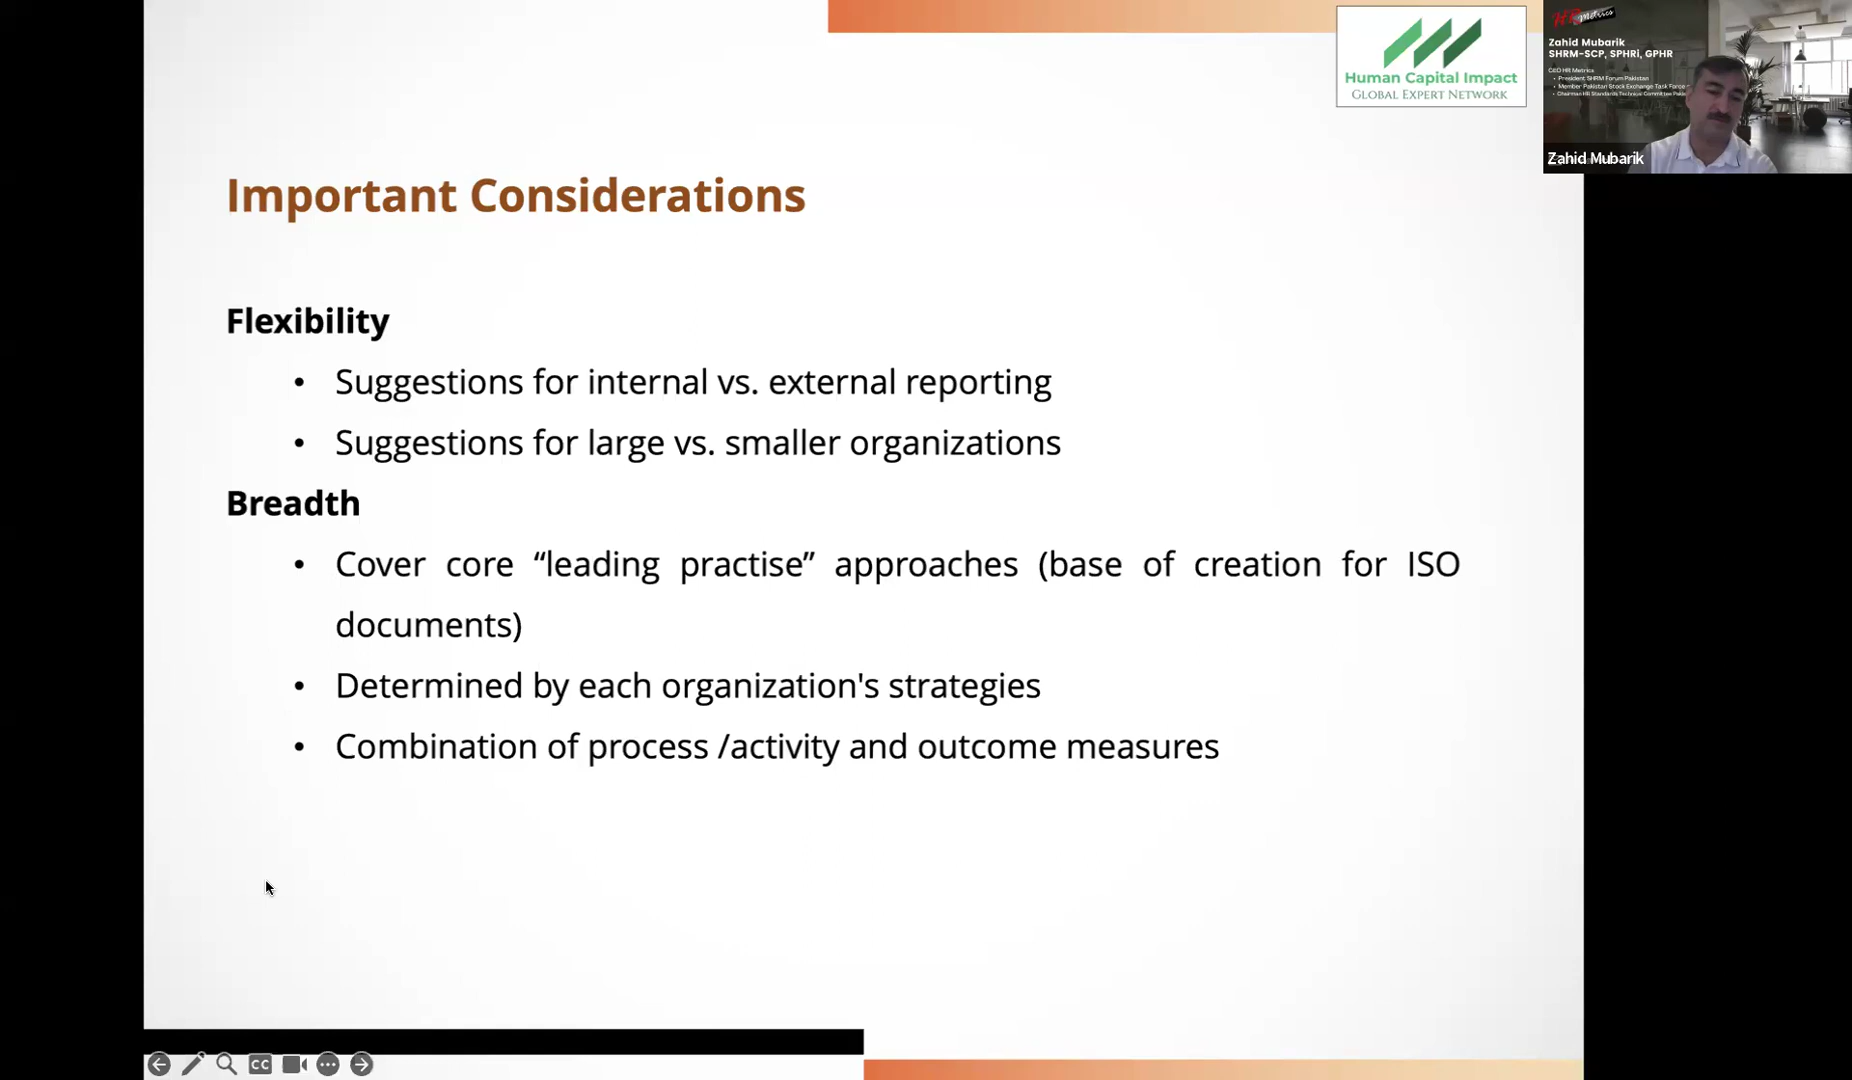 Human Capital Impact
GLOBAL EXPERT NETWORK
HR Metrics
Zahid Mubarik
SHRM-SCP, SPHRi, GPHR
CEO HR Metrics
• President SHRM Forum Pakistan
• Member Pakistan Stock Exchange Task Force
• Chairman HR Standards Technical Committee
Zahid Mubarik
Important Considerations
Flexibility
• Suggestions for internal vs. external reporting
• Suggestions for large vs. smaller organizations
Breadth
• Cover core “leading practise” approaches (base of creation for ISO
documents)
• Determined by each organization's strategies
• Combination of process /activity and outcome measures
CC